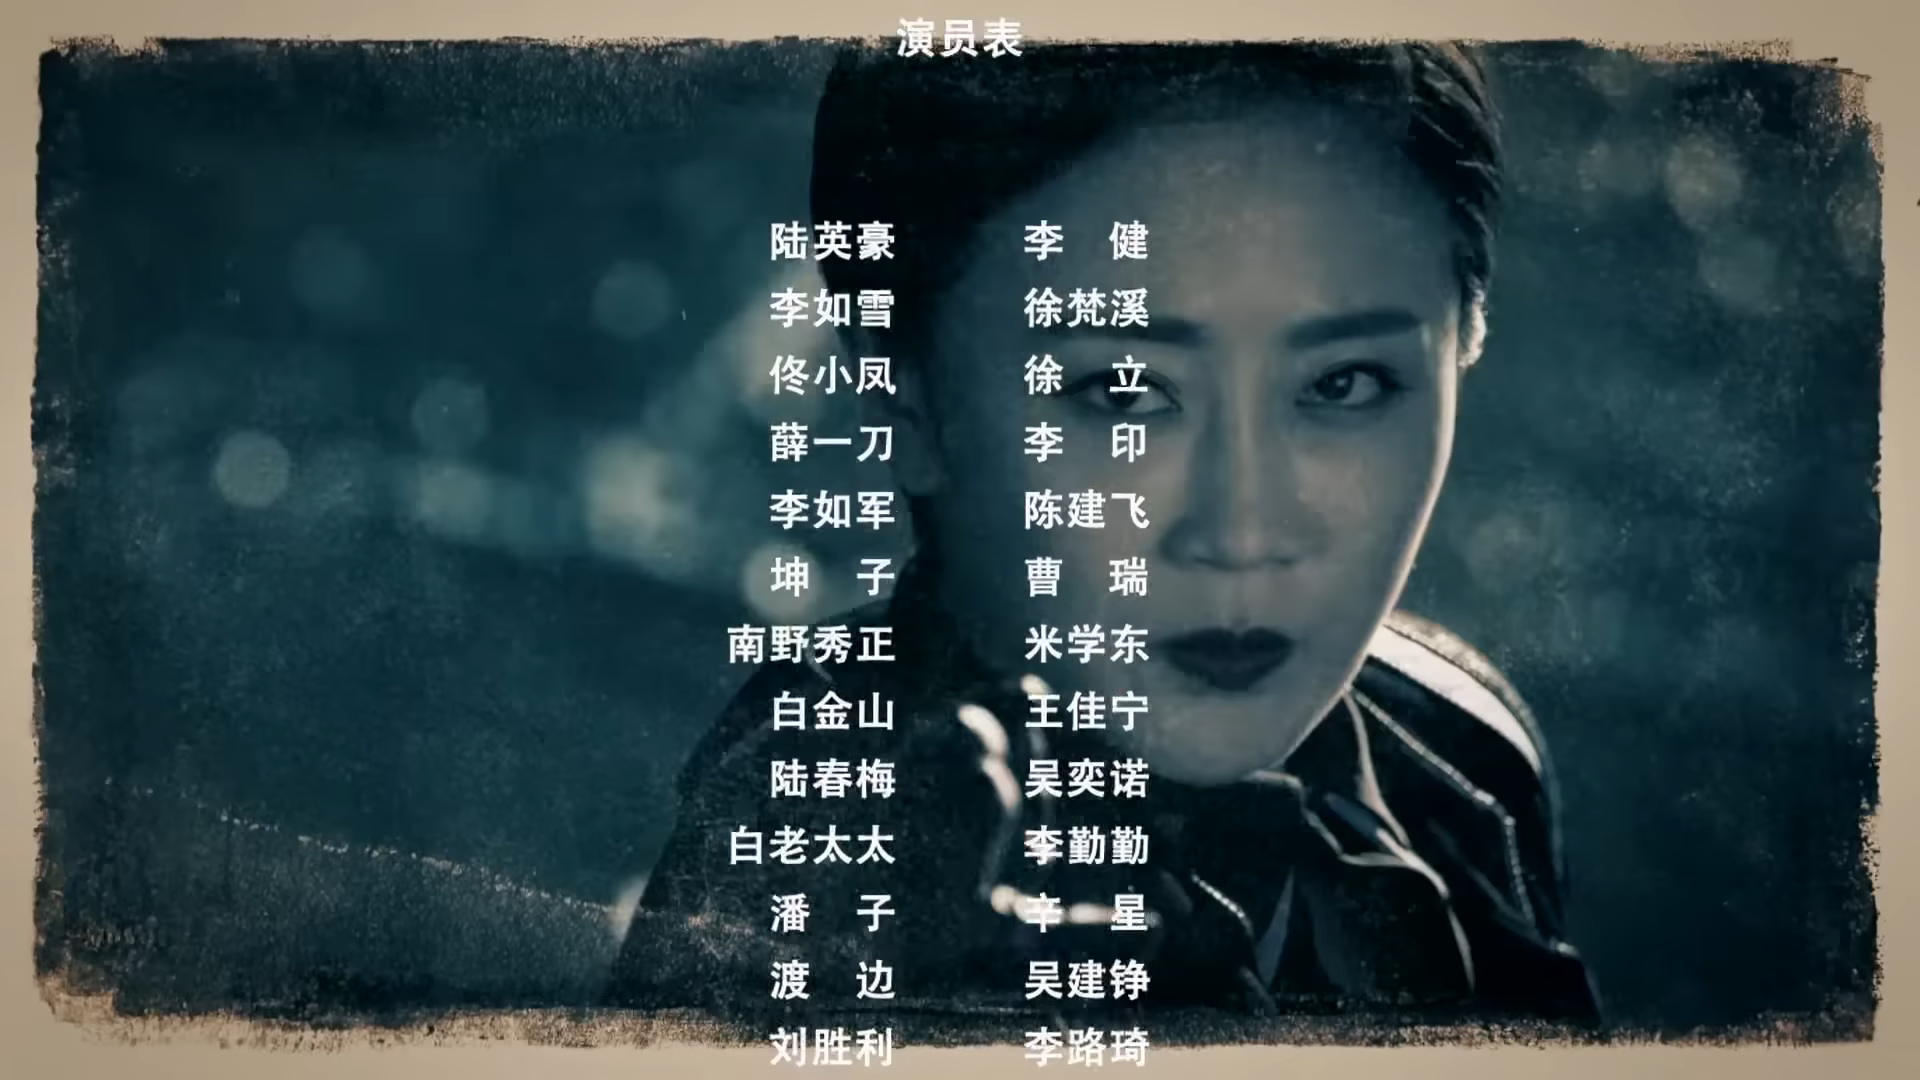 演员表
陆英豪 李健
李如雪 徐梵溪
佟小凤 徐立
薛一刀 李印
李如军 陈建飞
坤子 曹瑞
南野秀正 米学东
白金山 王佳宁
陆春梅 吴奕诺
白老太太 李勤勤
潘子 辛星
渡边 吴建铮
刘胜利 李路琦